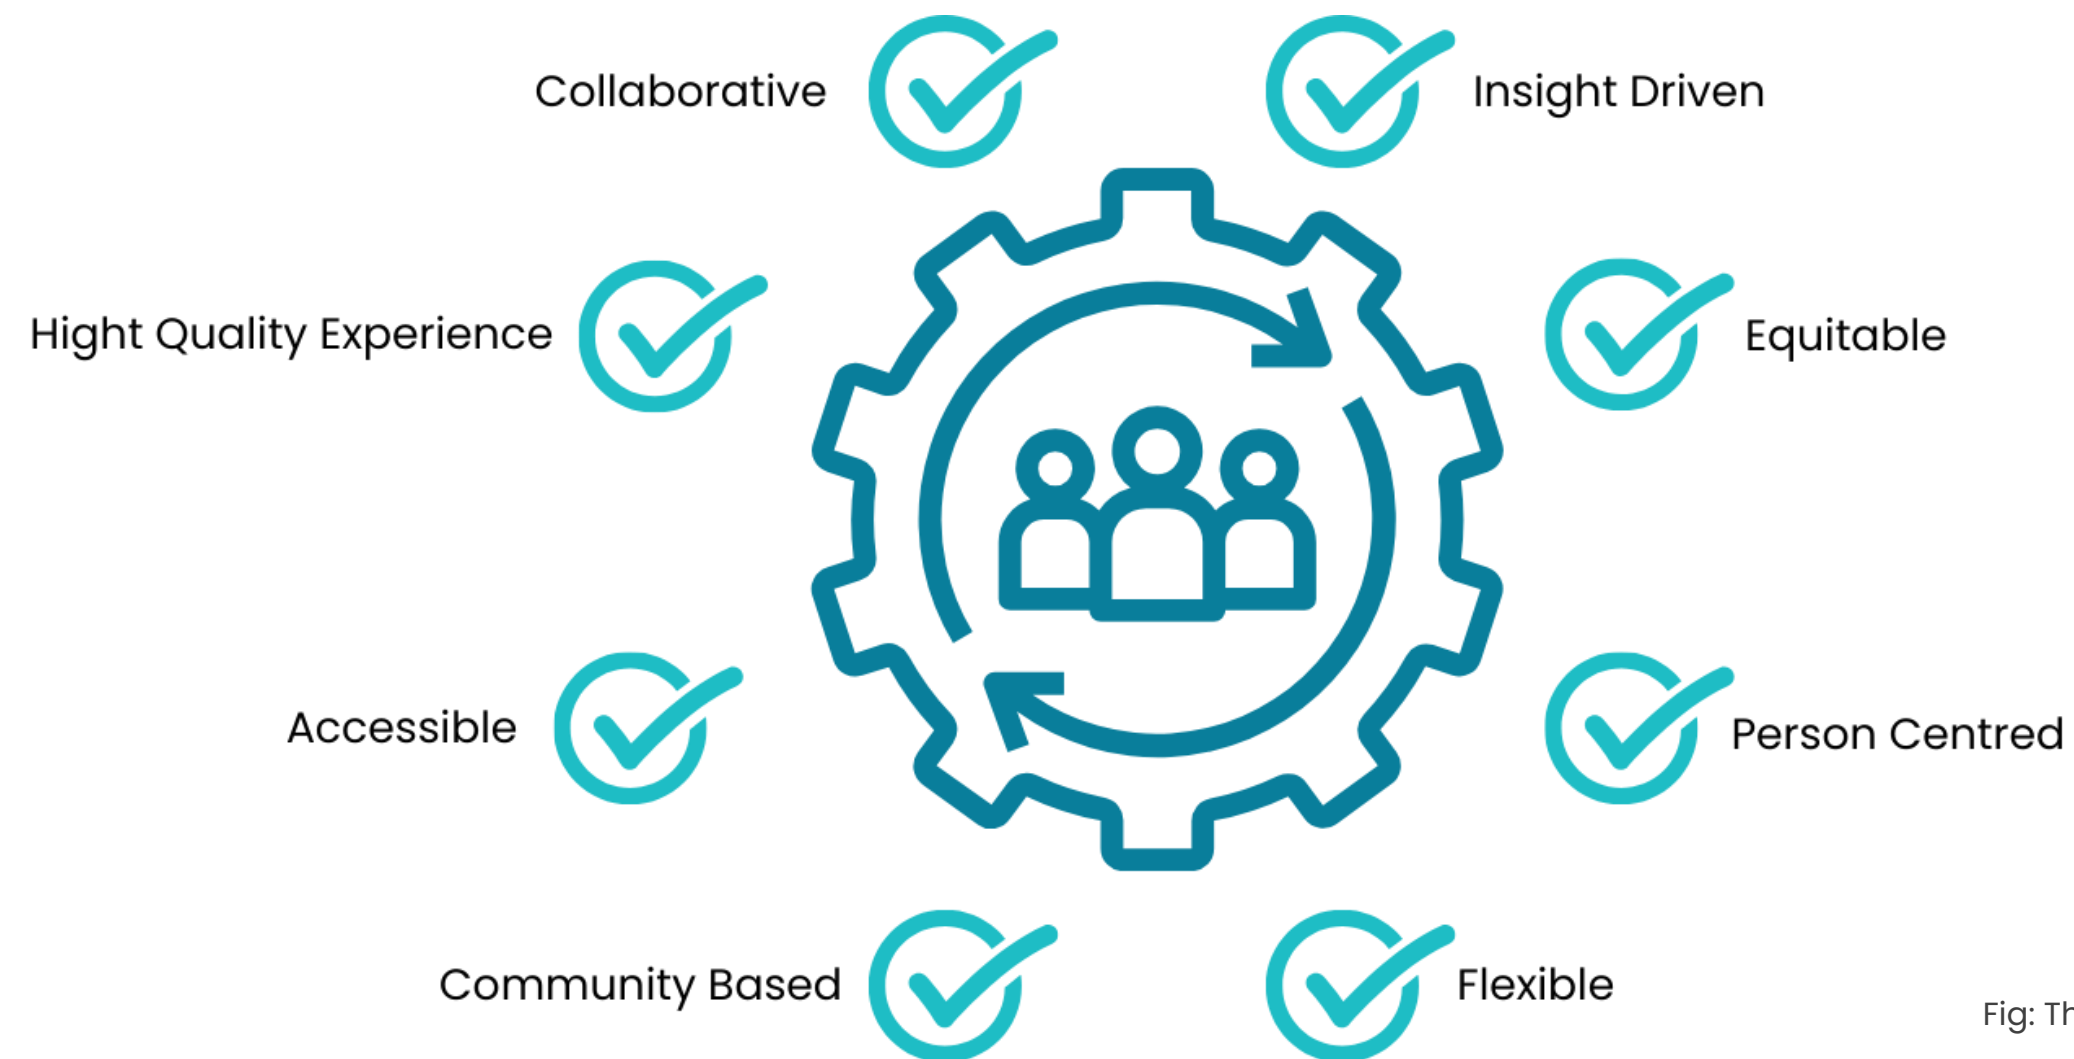 Collaborative
Insight Driven
Hight Quality Experience
Equitable
Accessible
Person Centred
Community Based
Flexible
Fig: